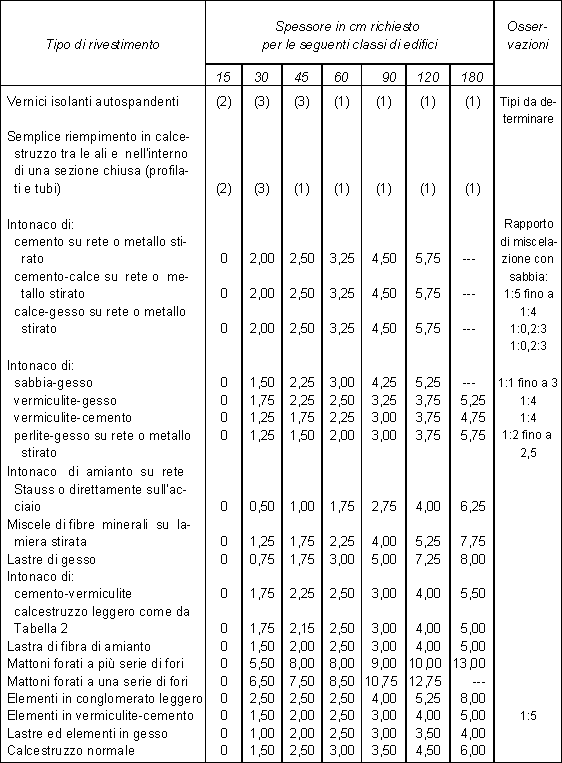 Tipo di rivestimento Spessore in cm richiesto per le seguenti classi di edifici Osser-
vazioni
15 30 45 60 90 120 180
Vernici isolanti autospandenti (2) (3) (3) (1) (1) (1) (1) Tipi da de-
terminare
Semplice riempimento in calce-
struzzo tra le ali e nell'interno
di una sezione chiusa (profila-
ti e tubi) (2) (3) (1) (1) (1) (1) (1)
Intonaco di: Rapporto
cemento su rete o metallo sti- di miscela-
rato 0 2,00 2,50 3,25 4,50 5,75 --- zione con
cemento-calce su rete o me- sabbia:
tallo stirato 0 2,00 2,50 3,25 4,50 5,75 --- 1:5 fino a
calce-gesso su rete o metallo 1:4
stirato 0 2,00 2,50 3,25 4,50 5,75 --- 1:0,2:3
1:0,2:3
Intonaco di:
sabbia-gesso 0 1,50 2,25 3,00 4,25 5,25 --- 1:1 fino a 3
vermiculite-gesso 0 1,75 2,25 2,50 3,25 3,75 5,25 1:4
vermiculite-cemento 0 1,25 1,75 2,25 3,00 3,75 4,75 1:4
perlite-gesso su rete o metallo 0 1,25 1,50 2,00 3,00 3,75 5,75 1:2 fino a
stirato 2,5
Intonaco di amianto su rete
Stauss o direttamente sull'ac-
ciaio 0 0,50 1,00 1,75 2,75 4,00 6,25
Miscele di fibre minerali su la-
miera stirata 0 1,25 1,75 2,25 4,00 5,25 7,75
Lastre di gesso 0 0,75 1,75 3,00 5,00 7,25 8,00
Intonaco di:
cemento-vermiculite 0 1,75 2,25 2,50 3,00 4,00 5,50
calcestruzzo leggero come da
Tabella 2 0 1,75 2,15 2,50 3,00 4,00 5,00
Lastra di fibra di amianto 0 1,50 2,00 2,50 3,00 4,00 5,00
Mattoni forati a più serie di fori 0 5,50 8,00 8,00 9,00 10,00 13,00
Mattoni forati a una serie di fori 0 6,50 7,50 8,50 10,75 12,75 ---
Elementi in conglomerato leggero 0 2,50 2,50 2,50 4,00 5,25 8,00
Elementi in vermiculite-cemento 0 1,50 2,00 2,50 3,00 4,00 5,00 1:5
Lastre ed elementi in gesso 0 1,00 2,00 2,50 3,00 3,50 4,00
Calcestruzzo normale 0 1,50 2,50 3,00 3,50 4,50 6,00